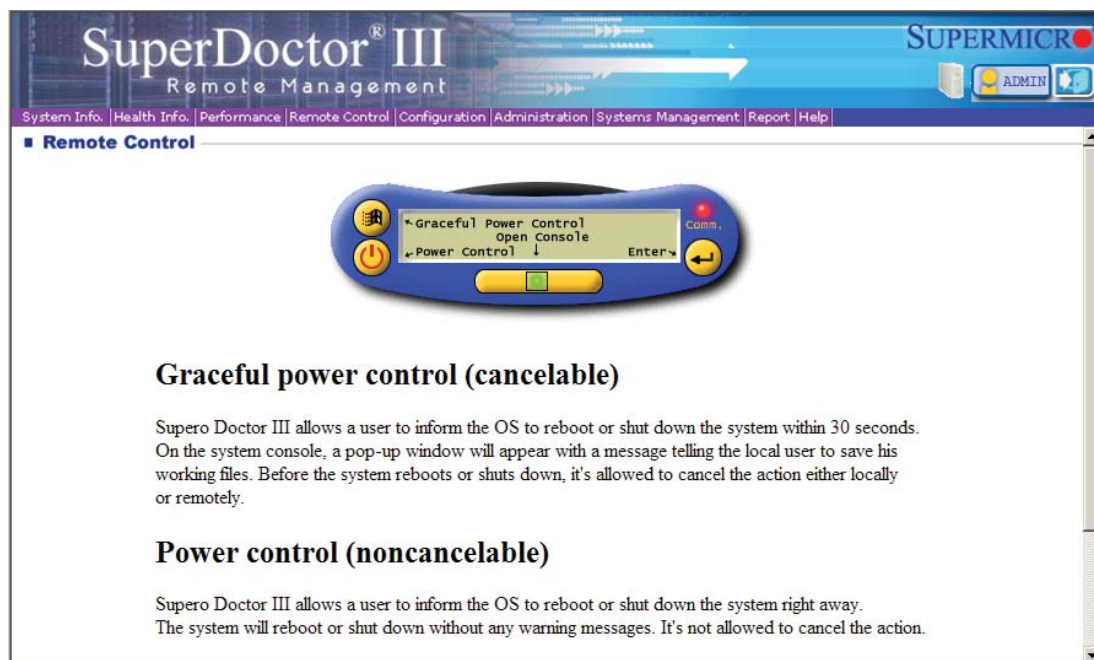 SuperDoctor® III
Remote Management
SUPERMICR
ADMIN
System Info. Health Info. Performance Remote Control Configuration Administration Systems Management Report Help
Remote Control
Graceful Power Control
Comm.
Open Console
Power Control ↓ Enter
Graceful power control (cancelable)
Supero Doctor III allows a user to inform the OS to reboot or shut down the system within 30 seconds.
On the system console, a pop-up window will appear with a message telling the local user to save his
working files. Before the system reboots or shuts down, it's allowed to cancel the action either locally
or remotely.
Power control (noncancelable)
Supero Doctor III allows a user to inform the OS to reboot or shut down the system right away.
The system will reboot or shut down without any warning messages. It's not allowed to cancel the action.